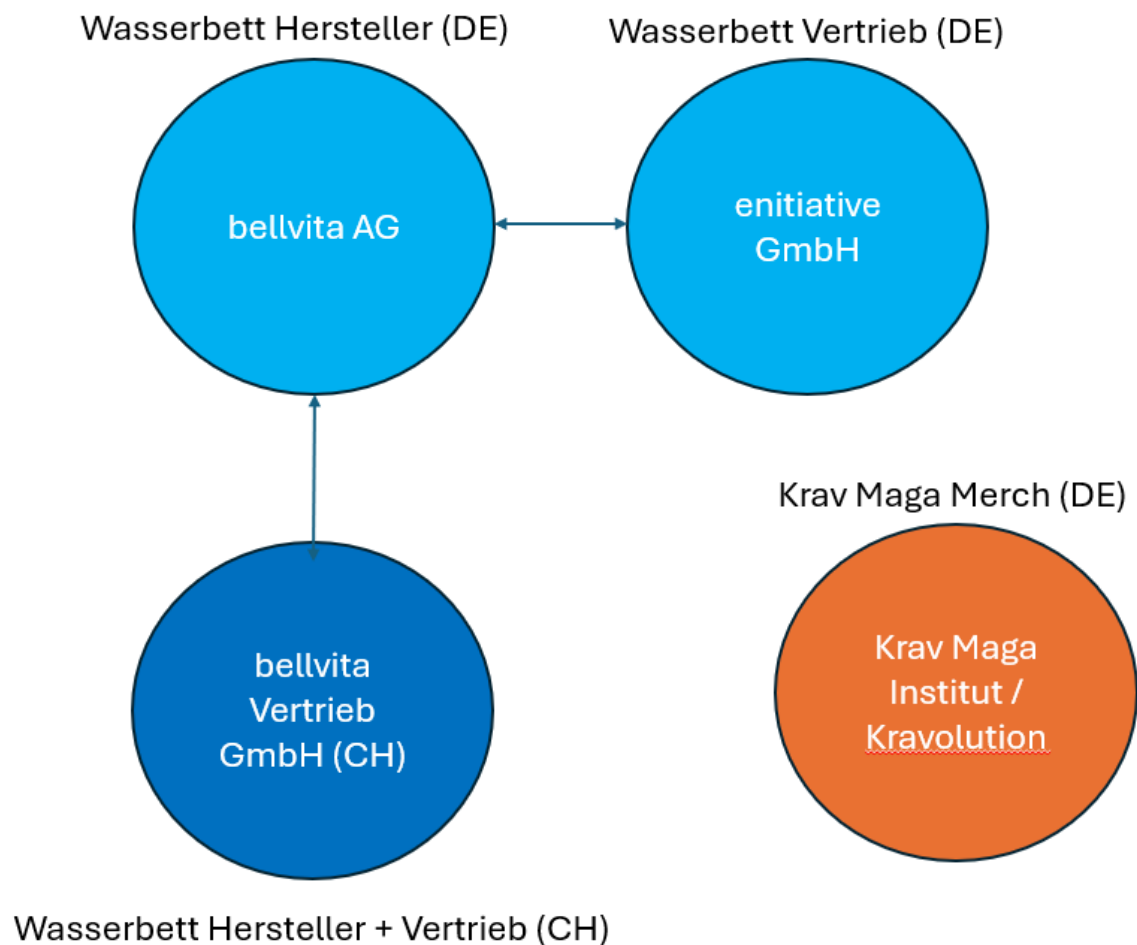 Wasserbett Hersteller (DE)
Wasserbett Vertrieb (DE)
bellvita AG
enitiative
GmbH
Krav Maga Merch (DE)
bellvita
Vertrieb
GmbH (CH)
Krav Maga
Institut /
Kravolution
Wasserbett Hersteller + Vertrieb (CH)